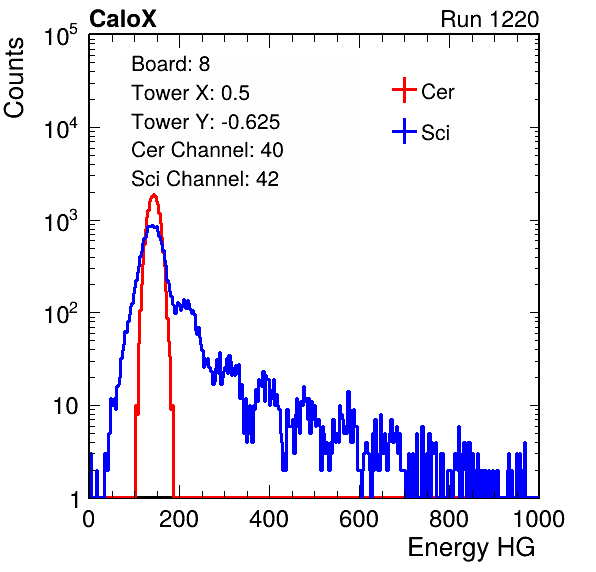 CaloX Run 1220
10^5
10^4
10^3
10^2
10
1
Counts
Board: 8
Tower X: 0.5
Tower Y: -0.625
Cer Channel: 40
Sci Channel: 42
Cer
Sci
0 200 400 600 800 1000
Energy HG